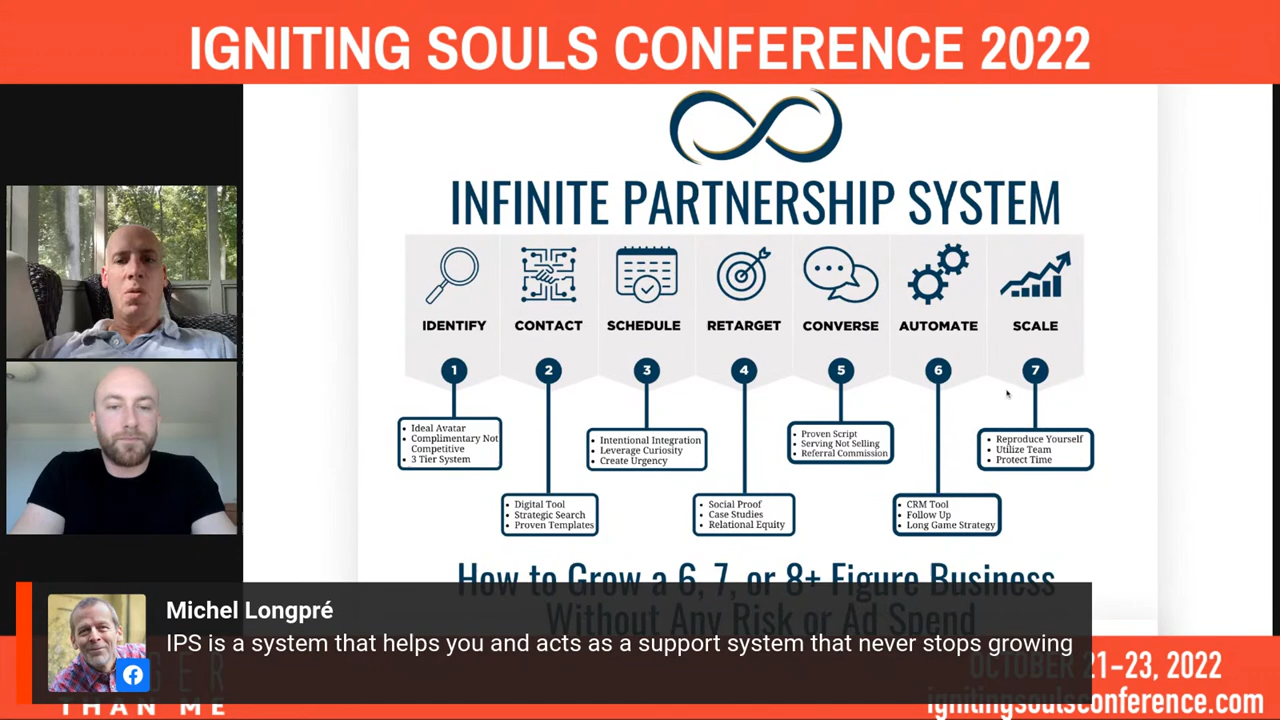 IGNITING SOULS CONFERENCE 2022
INFINITE PARTNERSHIP SYSTEM
IDENTIFY
CONTACT
SCHEDULE
RETARGET
CONVERSE
AUTOMATE
SCALE
1
2
3
4
5
6
7
• Ideal Avatar
• Complimentary Not
Competitive
• 3 Tier System
• Digital Tool
• Strategic Search
• Proven Templates
• Intentional Integration
• Leverage Curiosity
• Create Urgency
• Social Proof
• Case Studies
• Relational Equity
• Proven Script
• Serving Not Selling
• Referral Commission
• CRM Tool
• Follow Up
• Long Game Strategy
• Reproduce Yourself
• Utilize Team
• Protect Time
How to Grow a 6, 7, or 8+ Figure Business
Without Any Risk or Ad Spend
Michel Longpré
IPS is a system that helps you and acts as a support system that never stops growing
THAN ME
OCTOBER 21–23, 2022
ignitingsoulsconference.com